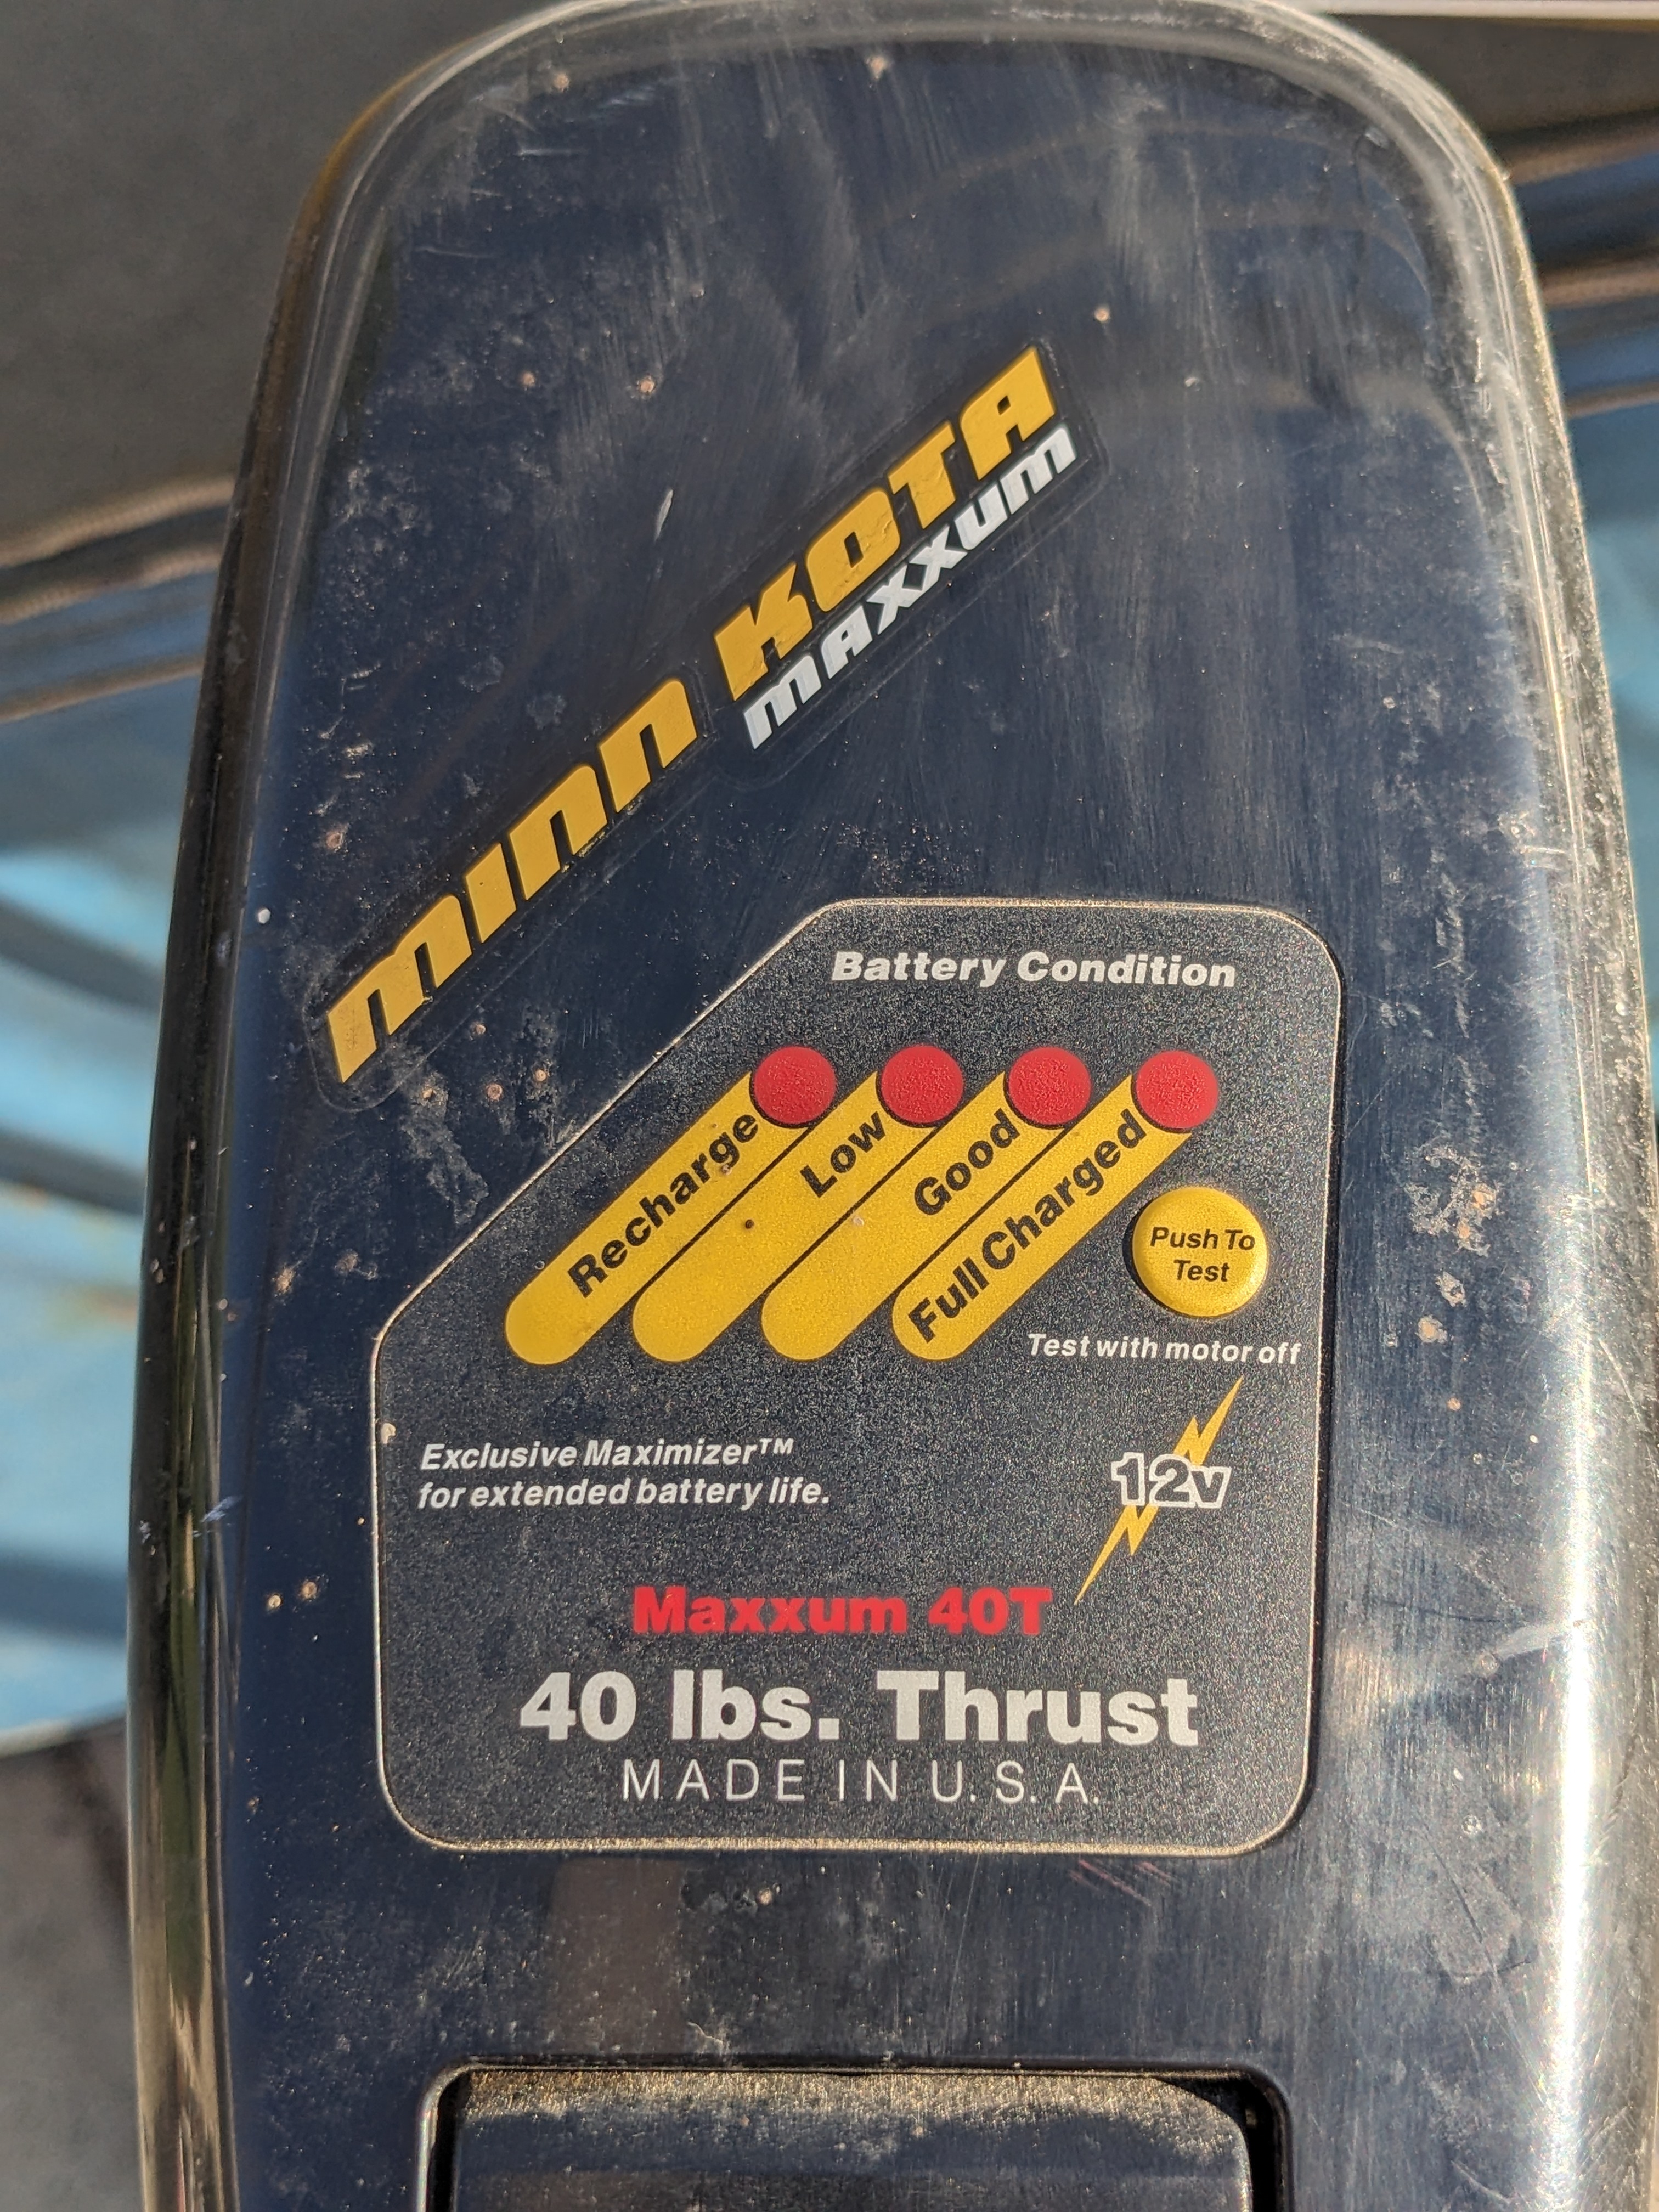 MINN KOTA
MAXXUM
Battery Condition
Recharge
Low
Good
Full Charged
Push To
Test
Test with motor off
Exclusive Maximizer™
for extended battery life.
12v
Maxxum 40T
40 lbs. Thrust
MADE IN U.S.A.